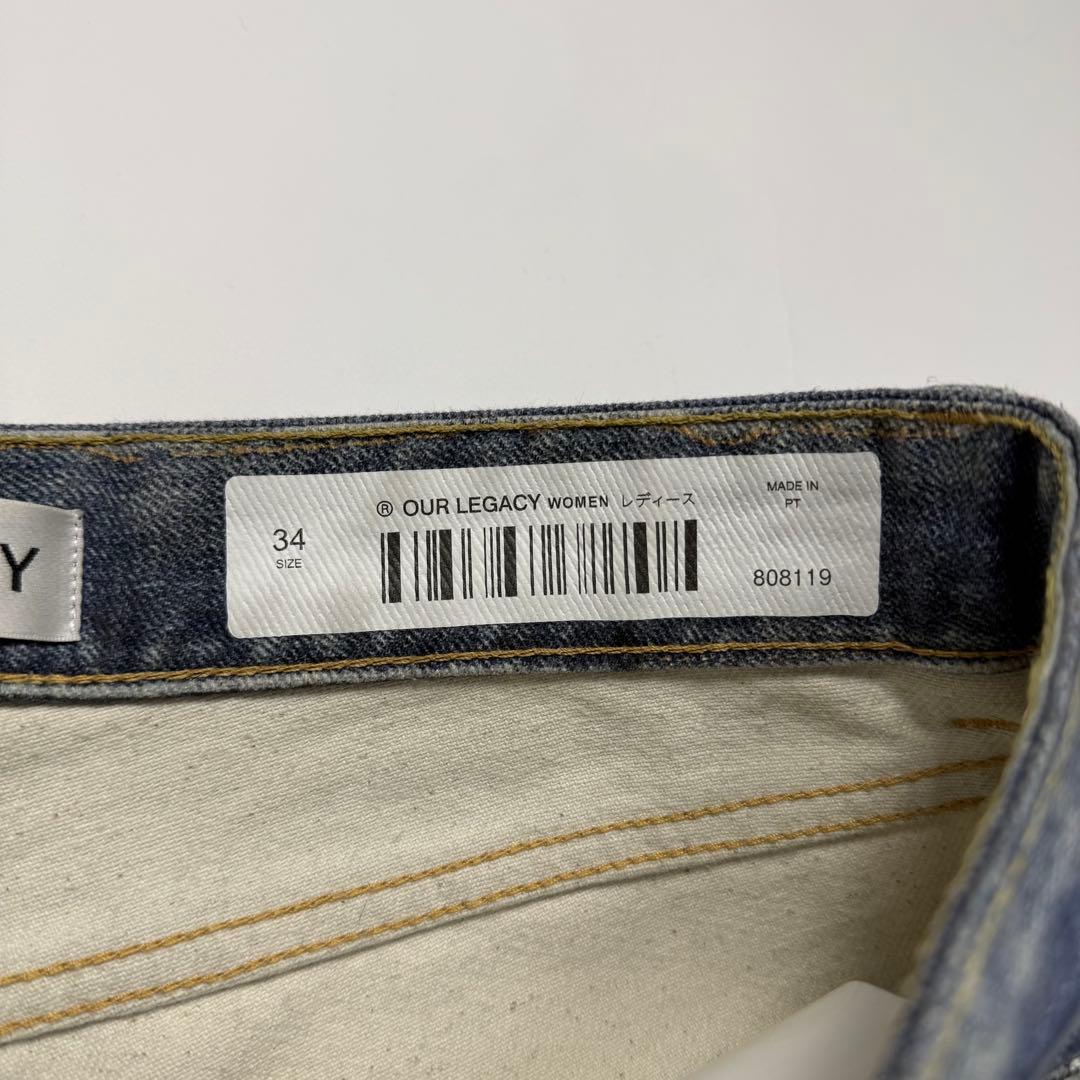 Y
34
SIZE
® OUR LEGACY WOMEN レディース
MADE IN
PT
808119